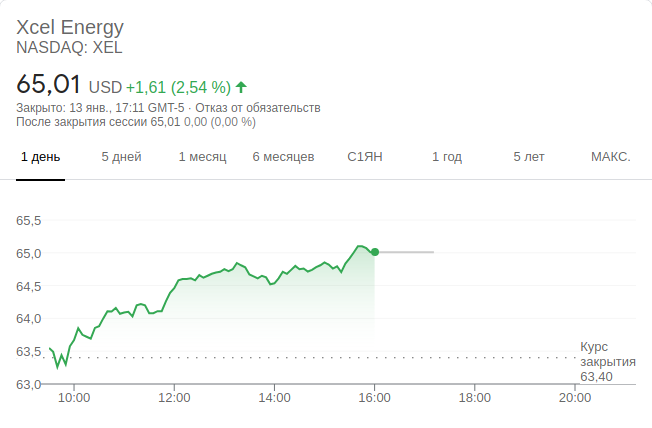 Xcel Energy
NASDAQ: XEL
65,01 USD +1,61 (2,54 %)
Закрыто: 13 янв., 17:11 GMT-5 · Отказ от обязательств
После закрытия сессии 65,01 0,00 (0,00 %)
1 день 5 дней 1 месяц 6 месяцев С1ЯН 1 год 5 лет МАКС.
65,5
65,0
64,5
64,0
63,5
63,0
Курс
закрытия
63,40
10:00 12:00 14:00 16:00 18:00 20:00